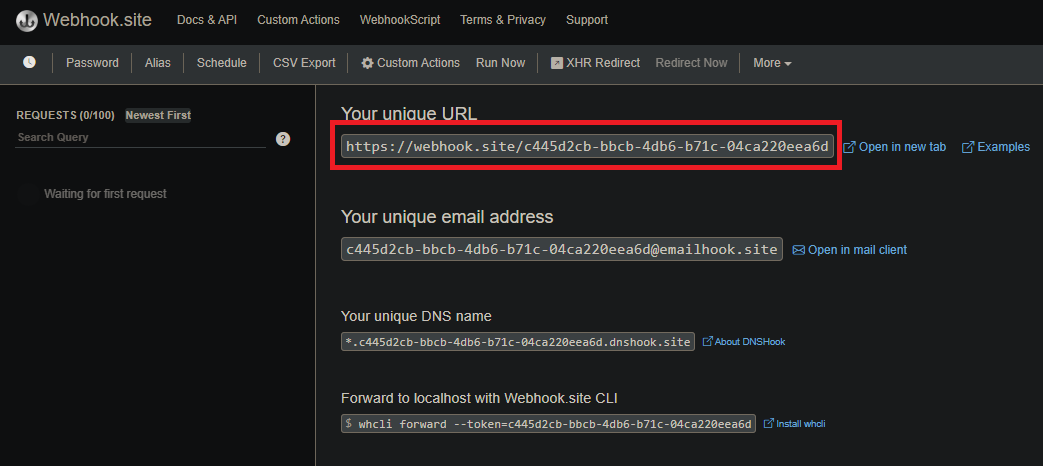 Webhook.site Docs & API Custom Actions WebhookScript Terms & Privacy Support
Password Alias Schedule CSV Export Custom Actions Run Now XHR Redirect Redirect Now More
REQUESTS (0/100) Newest First
Search Query ?
Waiting for first request
Your unique URL
https://webhook.site/c445d2cb-bbcb-4db6-b71c-04ca220eea6d Open in new tab Examples
Your unique email address
c445d2cb-bbcb-4db6-b71c-04ca220eea6d@emailhook.site Open in mail client
Your unique DNS name
*.c445d2cb-bbcb-4db6-b71c-04ca220eea6d.dnshook.site About DNSHook
Forward to localhost with Webhook.site CLI
$ whcli forward --token=c445d2cb-bbcb-4db6-b71c-04ca220eea6d Install whcli